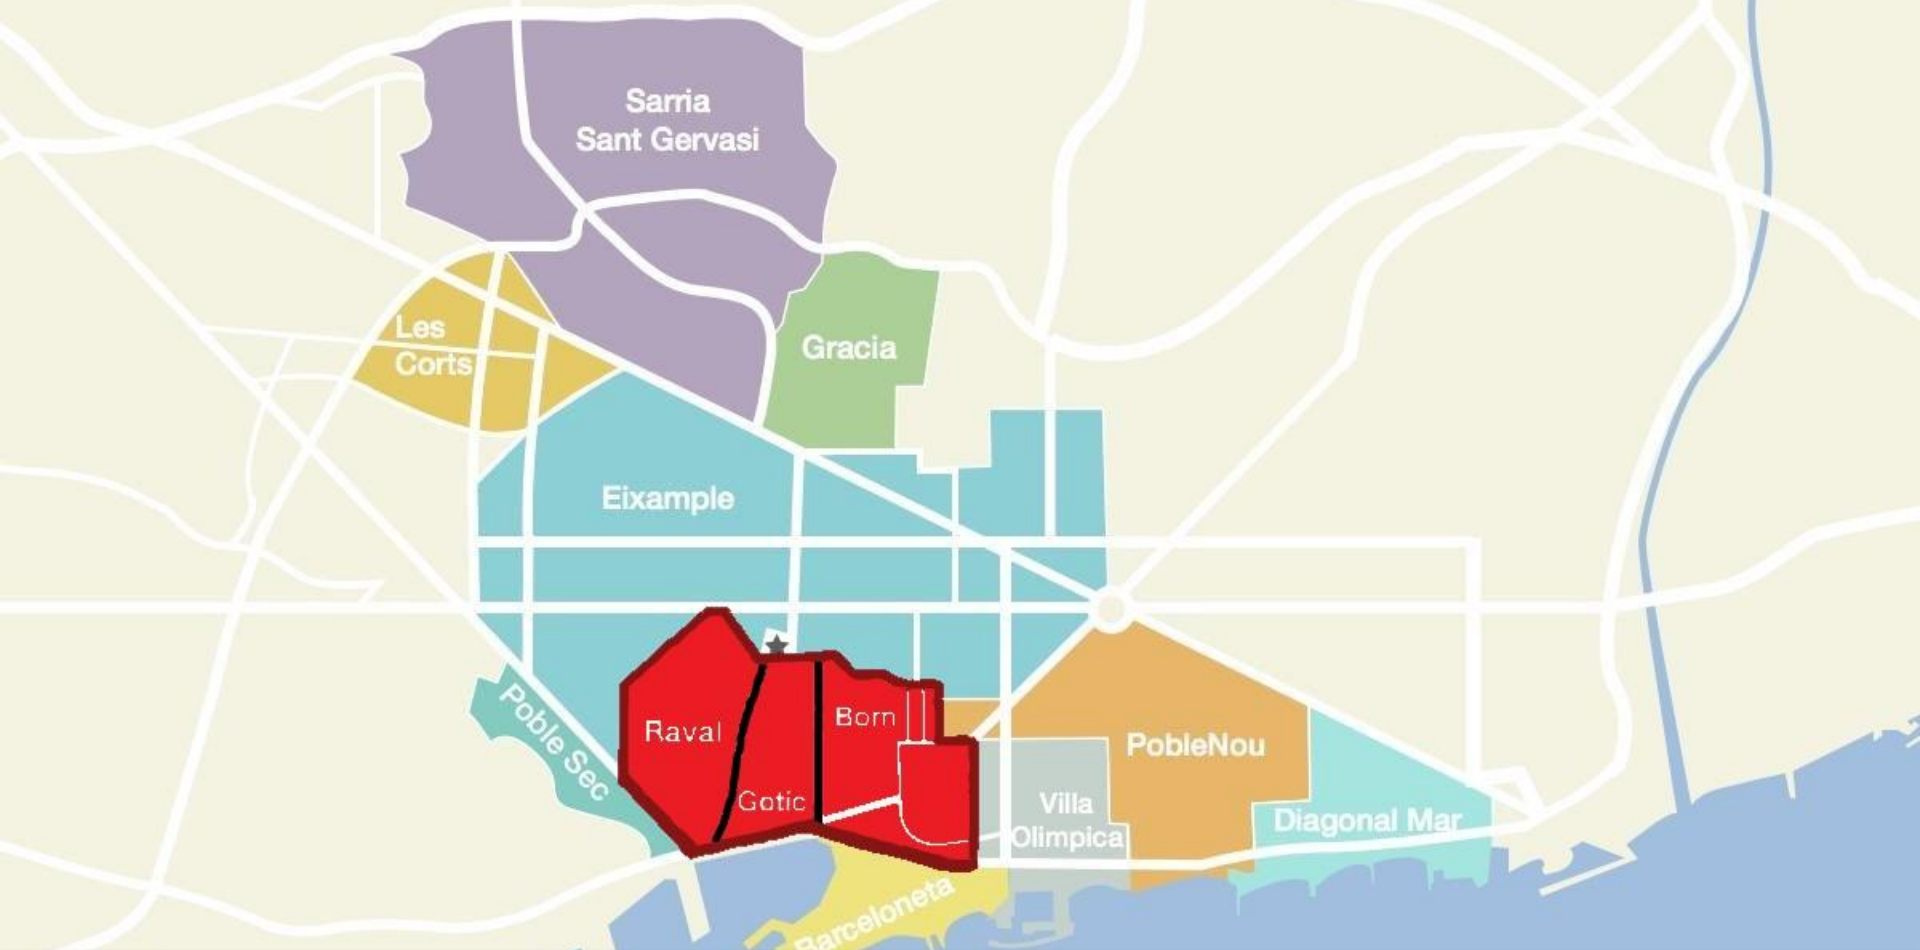 Sarria
Sant Gervasi
Les
Corts
Gracia
Eixample
Poble Sec
Raval
Born
Gotic
PobleNou
Villa
Olimpica
Diagonal Mar
Barceloneta